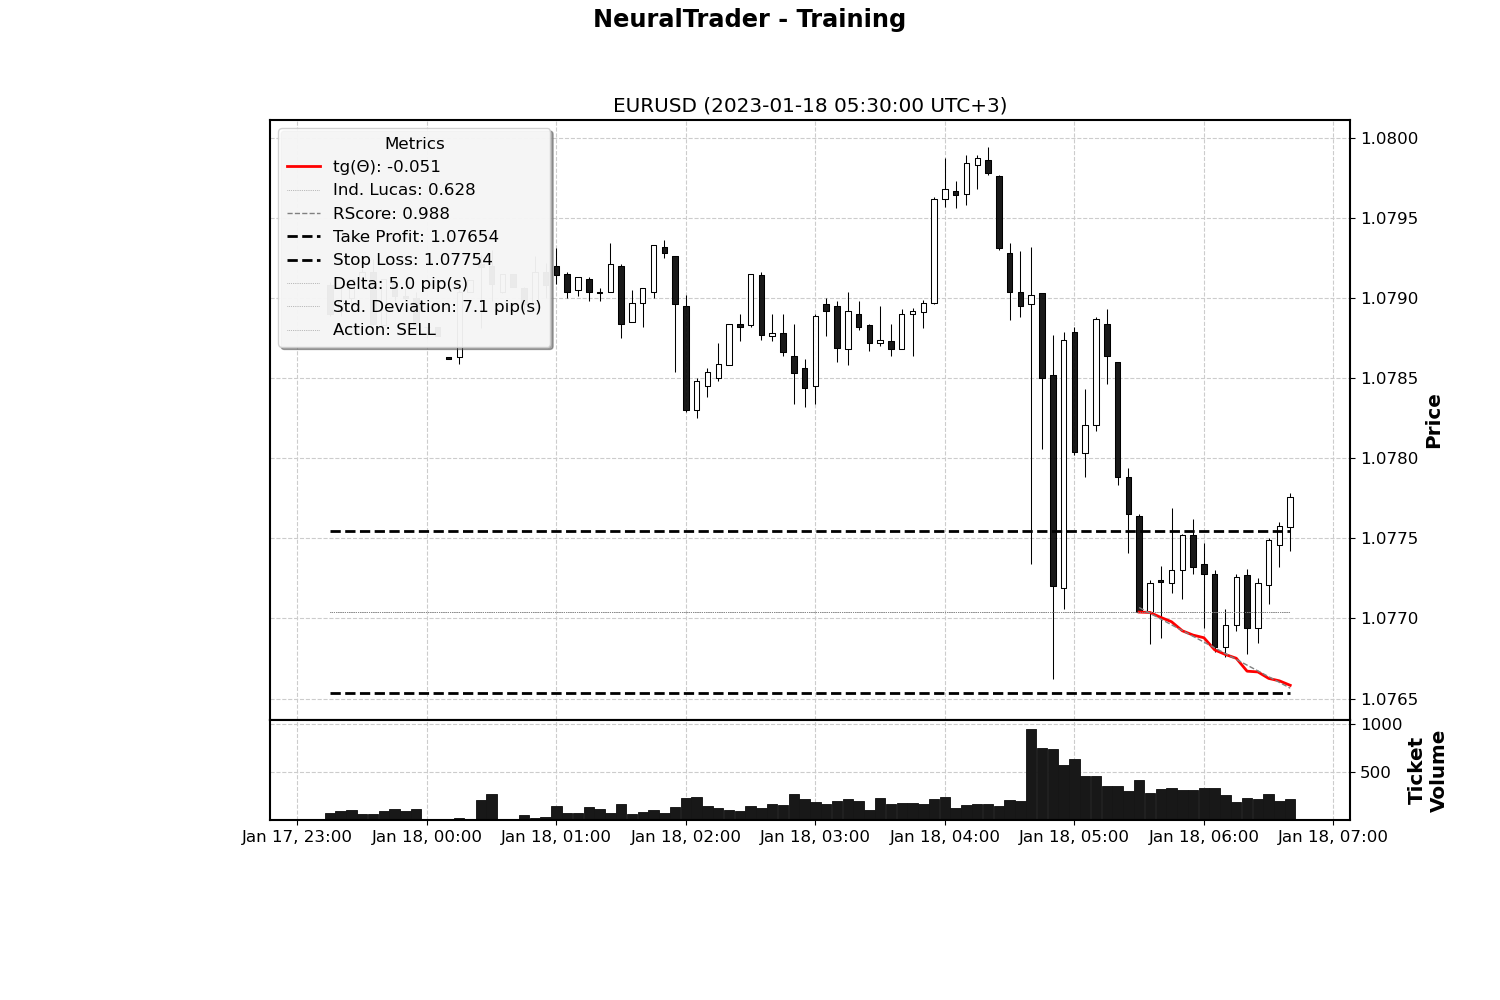 NeuralTrader - Training
EURUSD (2023-01-18 05:30:00 UTC+3)
Metrics
tg(Θ): -0.051
Ind. Lucas: 0.628
RScore: 0.988
Take Profit: 1.07654
Stop Loss: 1.07754
Delta: 5.0 pip(s)
Std. Deviation: 7.1 pip(s)
Action: SELL
1.0800
1.0795
1.0790
1.0785
1.0780
1.0775
1.0770
1.0765
Price
1000
500
Ticket
Volume
Jan 17, 23:00
Jan 18, 00:00
Jan 18, 01:00
Jan 18, 02:00
Jan 18, 03:00
Jan 18, 04:00
Jan 18, 05:00
Jan 18, 06:00
Jan 18, 07:00